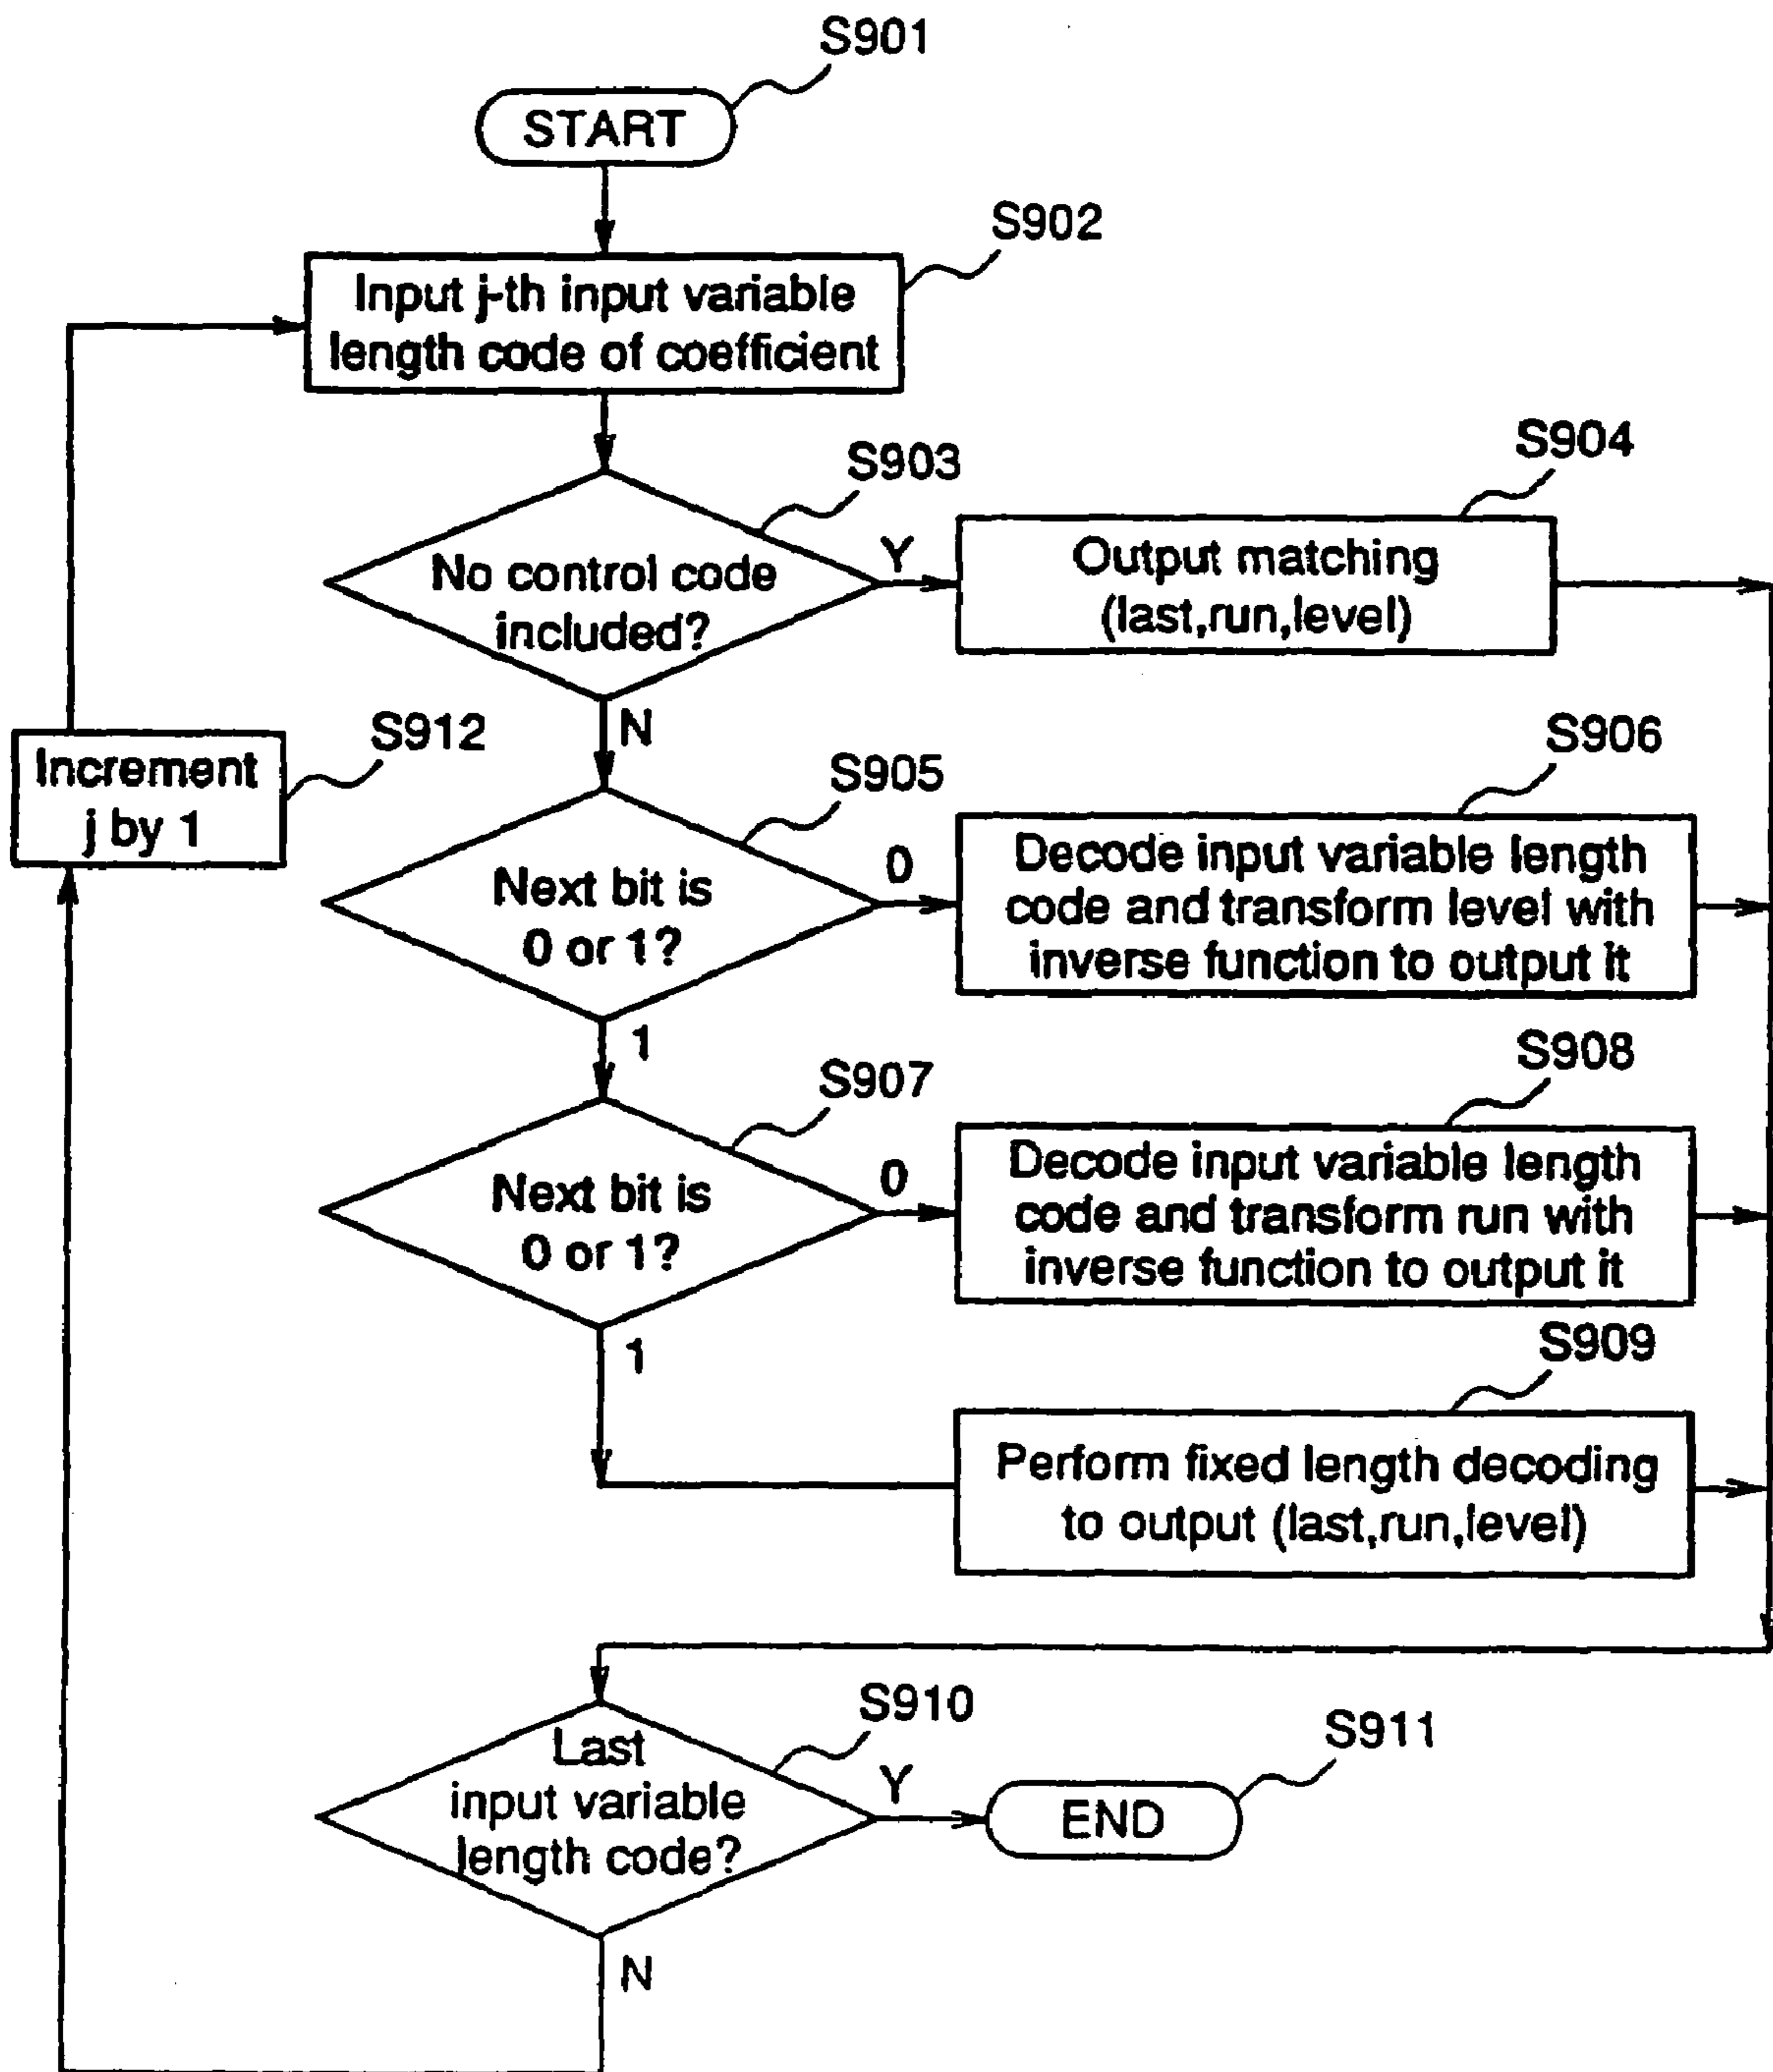 S901
START
S902
Input j-th input variable
length code of coefficient
S903
No control code
included?
Y
S904
Output matching
(last,run,level)
N
S912
Increment
j by 1
S905
Next bit is
0 or 1?
0
S906
Decode input variable length
code and transform level with
inverse function to output it
1
S907
Next bit is
0 or 1?
0
S908
Decode input variable length
code and transform run with
inverse function to output it
1
S909
Perform fixed length decoding
to output (last,run,level)
S910
Last
input variable
length code?
Y
S911
END
N